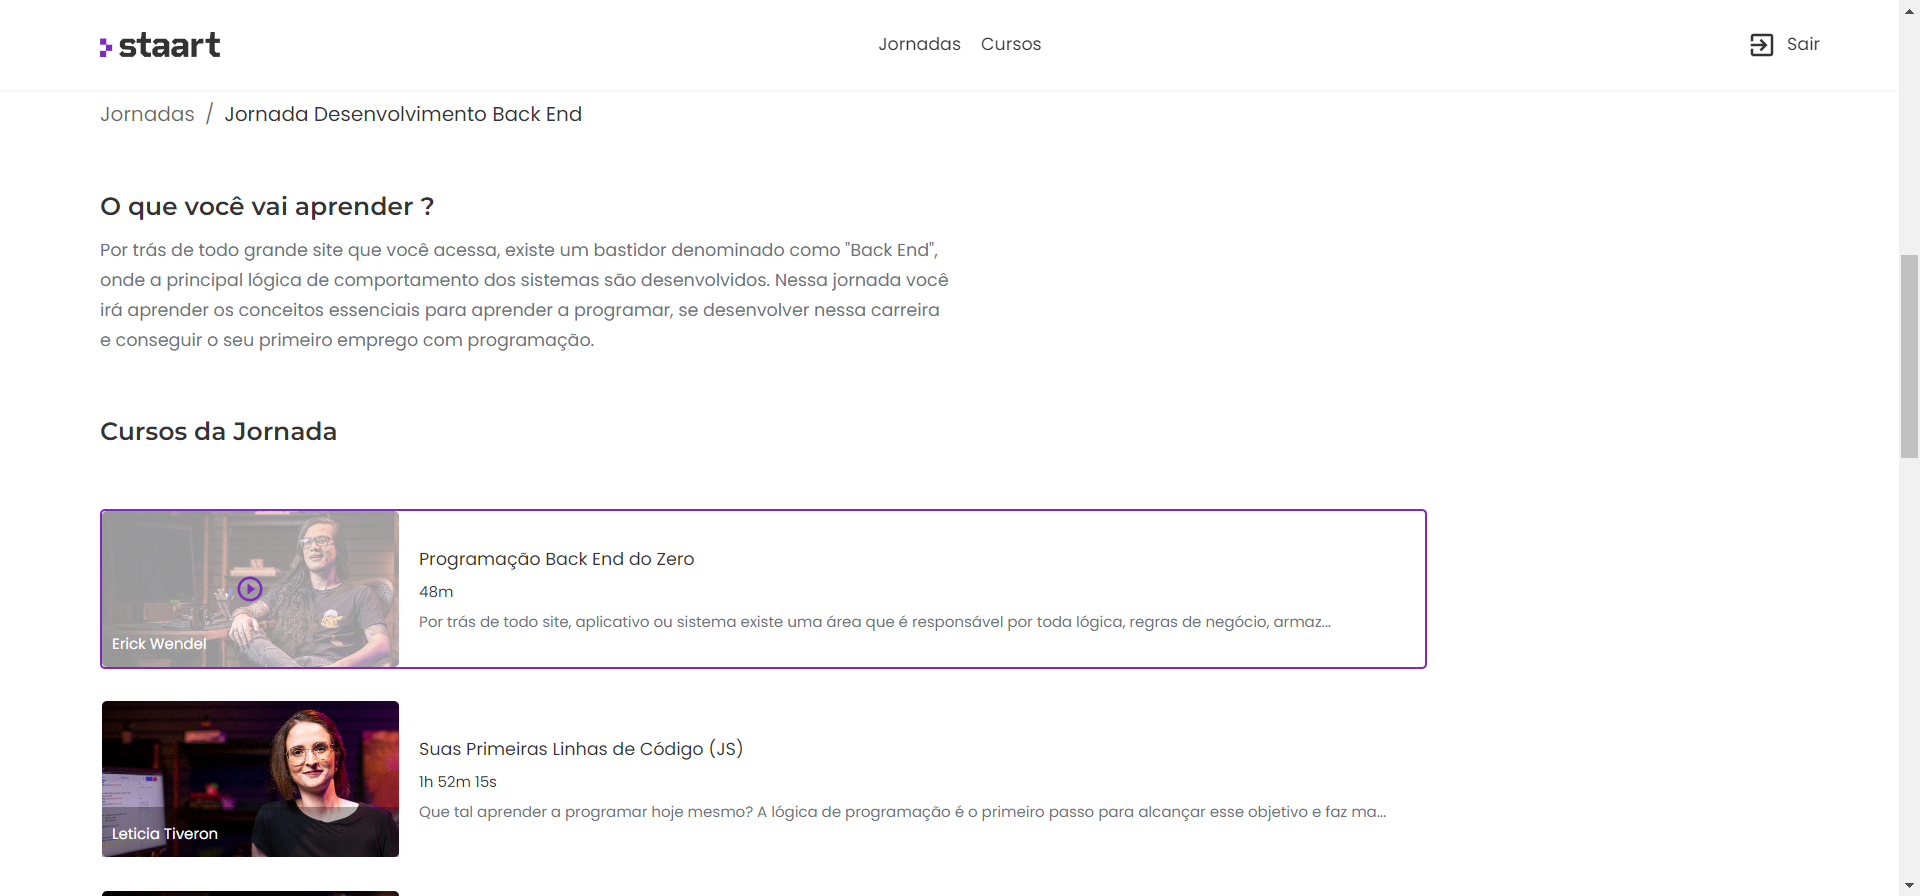 staart
Jornadas Cursos
Sair
Jornadas / Jornada Desenvolvimento Back End
O que você vai aprender ?
Por trás de todo grande site que você acessa, existe um bastidor denominado como "Back End",
onde a principal lógica de comportamento dos sistemas são desenvolvidos. Nessa jornada você
irá aprender os conceitos essenciais para aprender a programar, se desenvolver nessa carreira
e conseguir o seu primeiro emprego com programação.
Cursos da Jornada
Erick Wendel
Programação Back End do Zero
48m
Por trás de todo site, aplicativo ou sistema existe uma área que é responsável por toda lógica, regras de negócio, armaz...
Leticia Tiveron
Suas Primeiras Linhas de Código (JS)
1h 52m 15s
Que tal aprender a programar hoje mesmo? A lógica de programação é o primeiro passo para alcançar esse objetivo e faz ma...